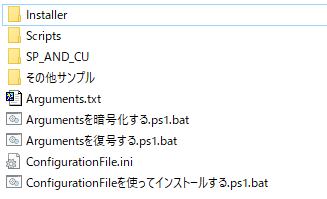 Installer
Scripts
SP_AND_CU
その他サンプル
Arguments.txt
Argumentsを暗号化する.ps1.bat
Argumentsを復号する.ps1.bat
ConfigurationFile.ini
ConfigurationFileを使ってインストールする.ps1.bat